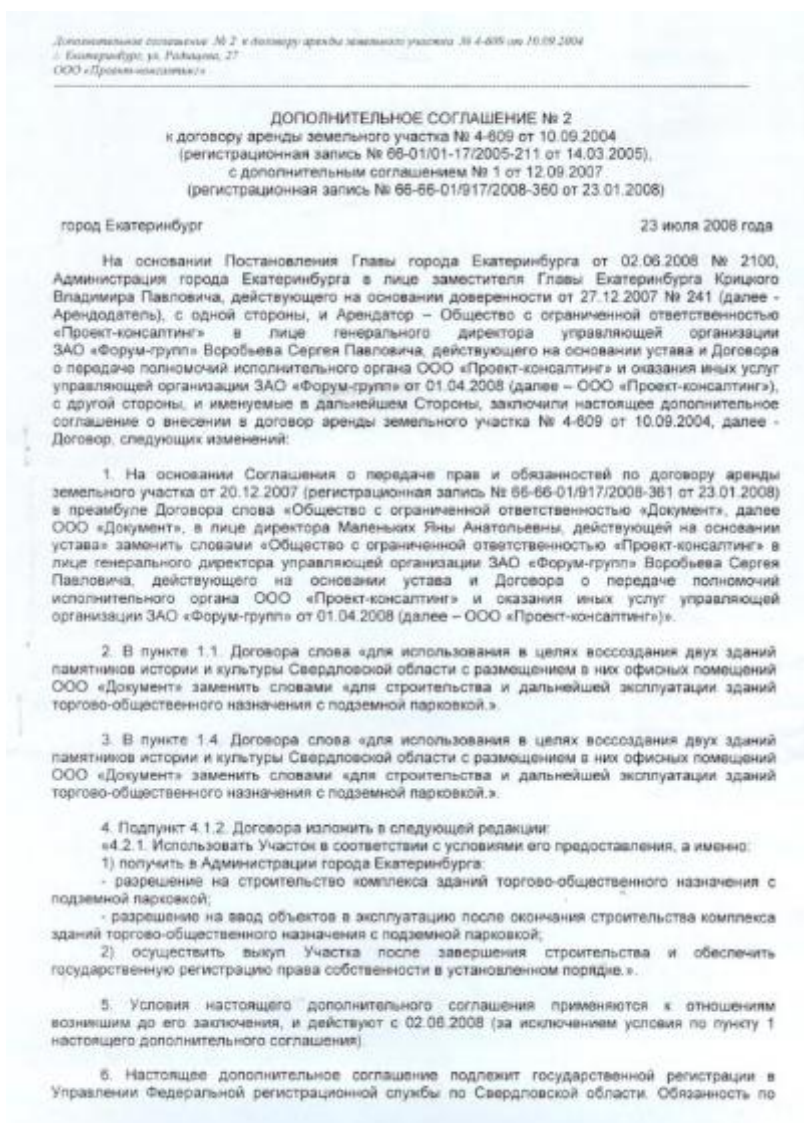 Дополнительное соглашение № 2 к договору аренды земельного участка № 4-609 от 10.09.2004
г. Екатеринбург, ул. Радищева, 27
ООО «Проект-консалтинг»
ДОПОЛНИТЕЛЬНОЕ СОГЛАШЕНИЕ № 2
к договору аренды земельного участка № 4-609 от 10.09.2004
(регистрационная запись № 66-01/01-17/2005-211 от 14.03.2005),
с дополнительным соглашением № 1 от 12.09.2007
(регистрационная запись № 66-66-01/917/2008-360 от 23.01.2008)
город Екатеринбург 23 июля 2008 года
На основании Постановления Главы города Екатеринбурга от 02.06.2008 № 2100,
Администрация города Екатеринбурга в лице заместителя Главы Екатеринбурга Крицкого
Владимира Павловича, действующего на основании доверенности от 27.12.2007 № 241 (далее -
Арендодатель), с одной стороны, и Арендатор – Общество с ограниченной ответственностью
«Проект-консалтинг» в лице генерального директора управляющей организации
ЗАО «Форум-групп» Воробьева Сергея Павловича, действующего на основании устава и Договора
о передаче полномочий исполнительного органа ООО «Проект-консалтинг» и оказания иных услуг
управляющей организации ЗАО «Форум-групп» от 01.04.2008 (далее – ООО «Проект-консалтинг»),
с другой стороны, и именуемые в дальнейшем Стороны, заключили настоящее дополнительное
соглашение о внесении в договор аренды земельного участка № 4-609 от 10.09.2004, далее -
Договор, следующих изменений:
1. На основании Соглашения о передаче прав и обязанностей по договору аренды
земельного участка от 20.12.2007 (регистрационная запись № 66-66-01/917/2008-361 от 23.01.2008)
в преамбуле Договора слова «Общество с ограниченной ответственностью «Документ», далее
ООО «Документ», в лице директора Маленьких Яны Анатольевны, действующей на основании
устава» заменить словами «Общество с ограниченной ответственностью «Проект-консалтинг» в
лице генерального директора управляющей организации ЗАО «Форум-групп» Воробьева Сергея
Павловича, действующего на основании устава и Договора о передаче полномочий
исполнительного органа ООО «Проект-консалтинг» и оказания иных услуг управляющей
организации ЗАО «Форум-групп» от 01.04.2008 (далее – ООО «Проект-консалтинг»)».
2. В пункте 1.1. Договора слова «для использования в целях воссоздания двух зданий
памятников истории и культуры Свердловской области с размещением в них офисных помещений
ООО «Документ» заменить словами «для строительства и дальнейшей эксплуатации зданий
торгово-общественного назначения с подземной парковкой.».
3. В пункте 1.4. Договора слова «для использования в целях воссоздания двух зданий
памятников истории и культуры Свердловской области с размещением в них офисных помещений
ООО «Документ» заменить словами «для строительства и дальнейшей эксплуатации зданий
торгово-общественного назначения с подземной парковкой.».
4. Подпункт 4.1.2. Договора изложить в следующей редакции:
«4.2.1. Использовать Участок в соответствии с условиями его предоставления, а именно:
1) получить в Администрации города Екатеринбурга:
- разрешение на строительство комплекса зданий торгово-общественного назначения с
подземной парковкой;
- разрешение на ввод объектов в эксплуатацию после окончания строительства комплекса
зданий торгово-общественного назначения с подземной парковкой;
2) осуществить выкуп Участка после завершения строительства и обеспечить
государственную регистрацию права собственности в установленном порядке.».
5. Условия настоящего дополнительного соглашения применяются к отношениям
возникшим до его заключения, и действуют с 02.06.2008 (за исключением условия по пункту 1
настоящего дополнительного соглашения).
6. Настоящее дополнительное соглашение подлежит государственной регистрации в
Управлении Федеральной регистрационной службы по Свердловской области. Обязанность по